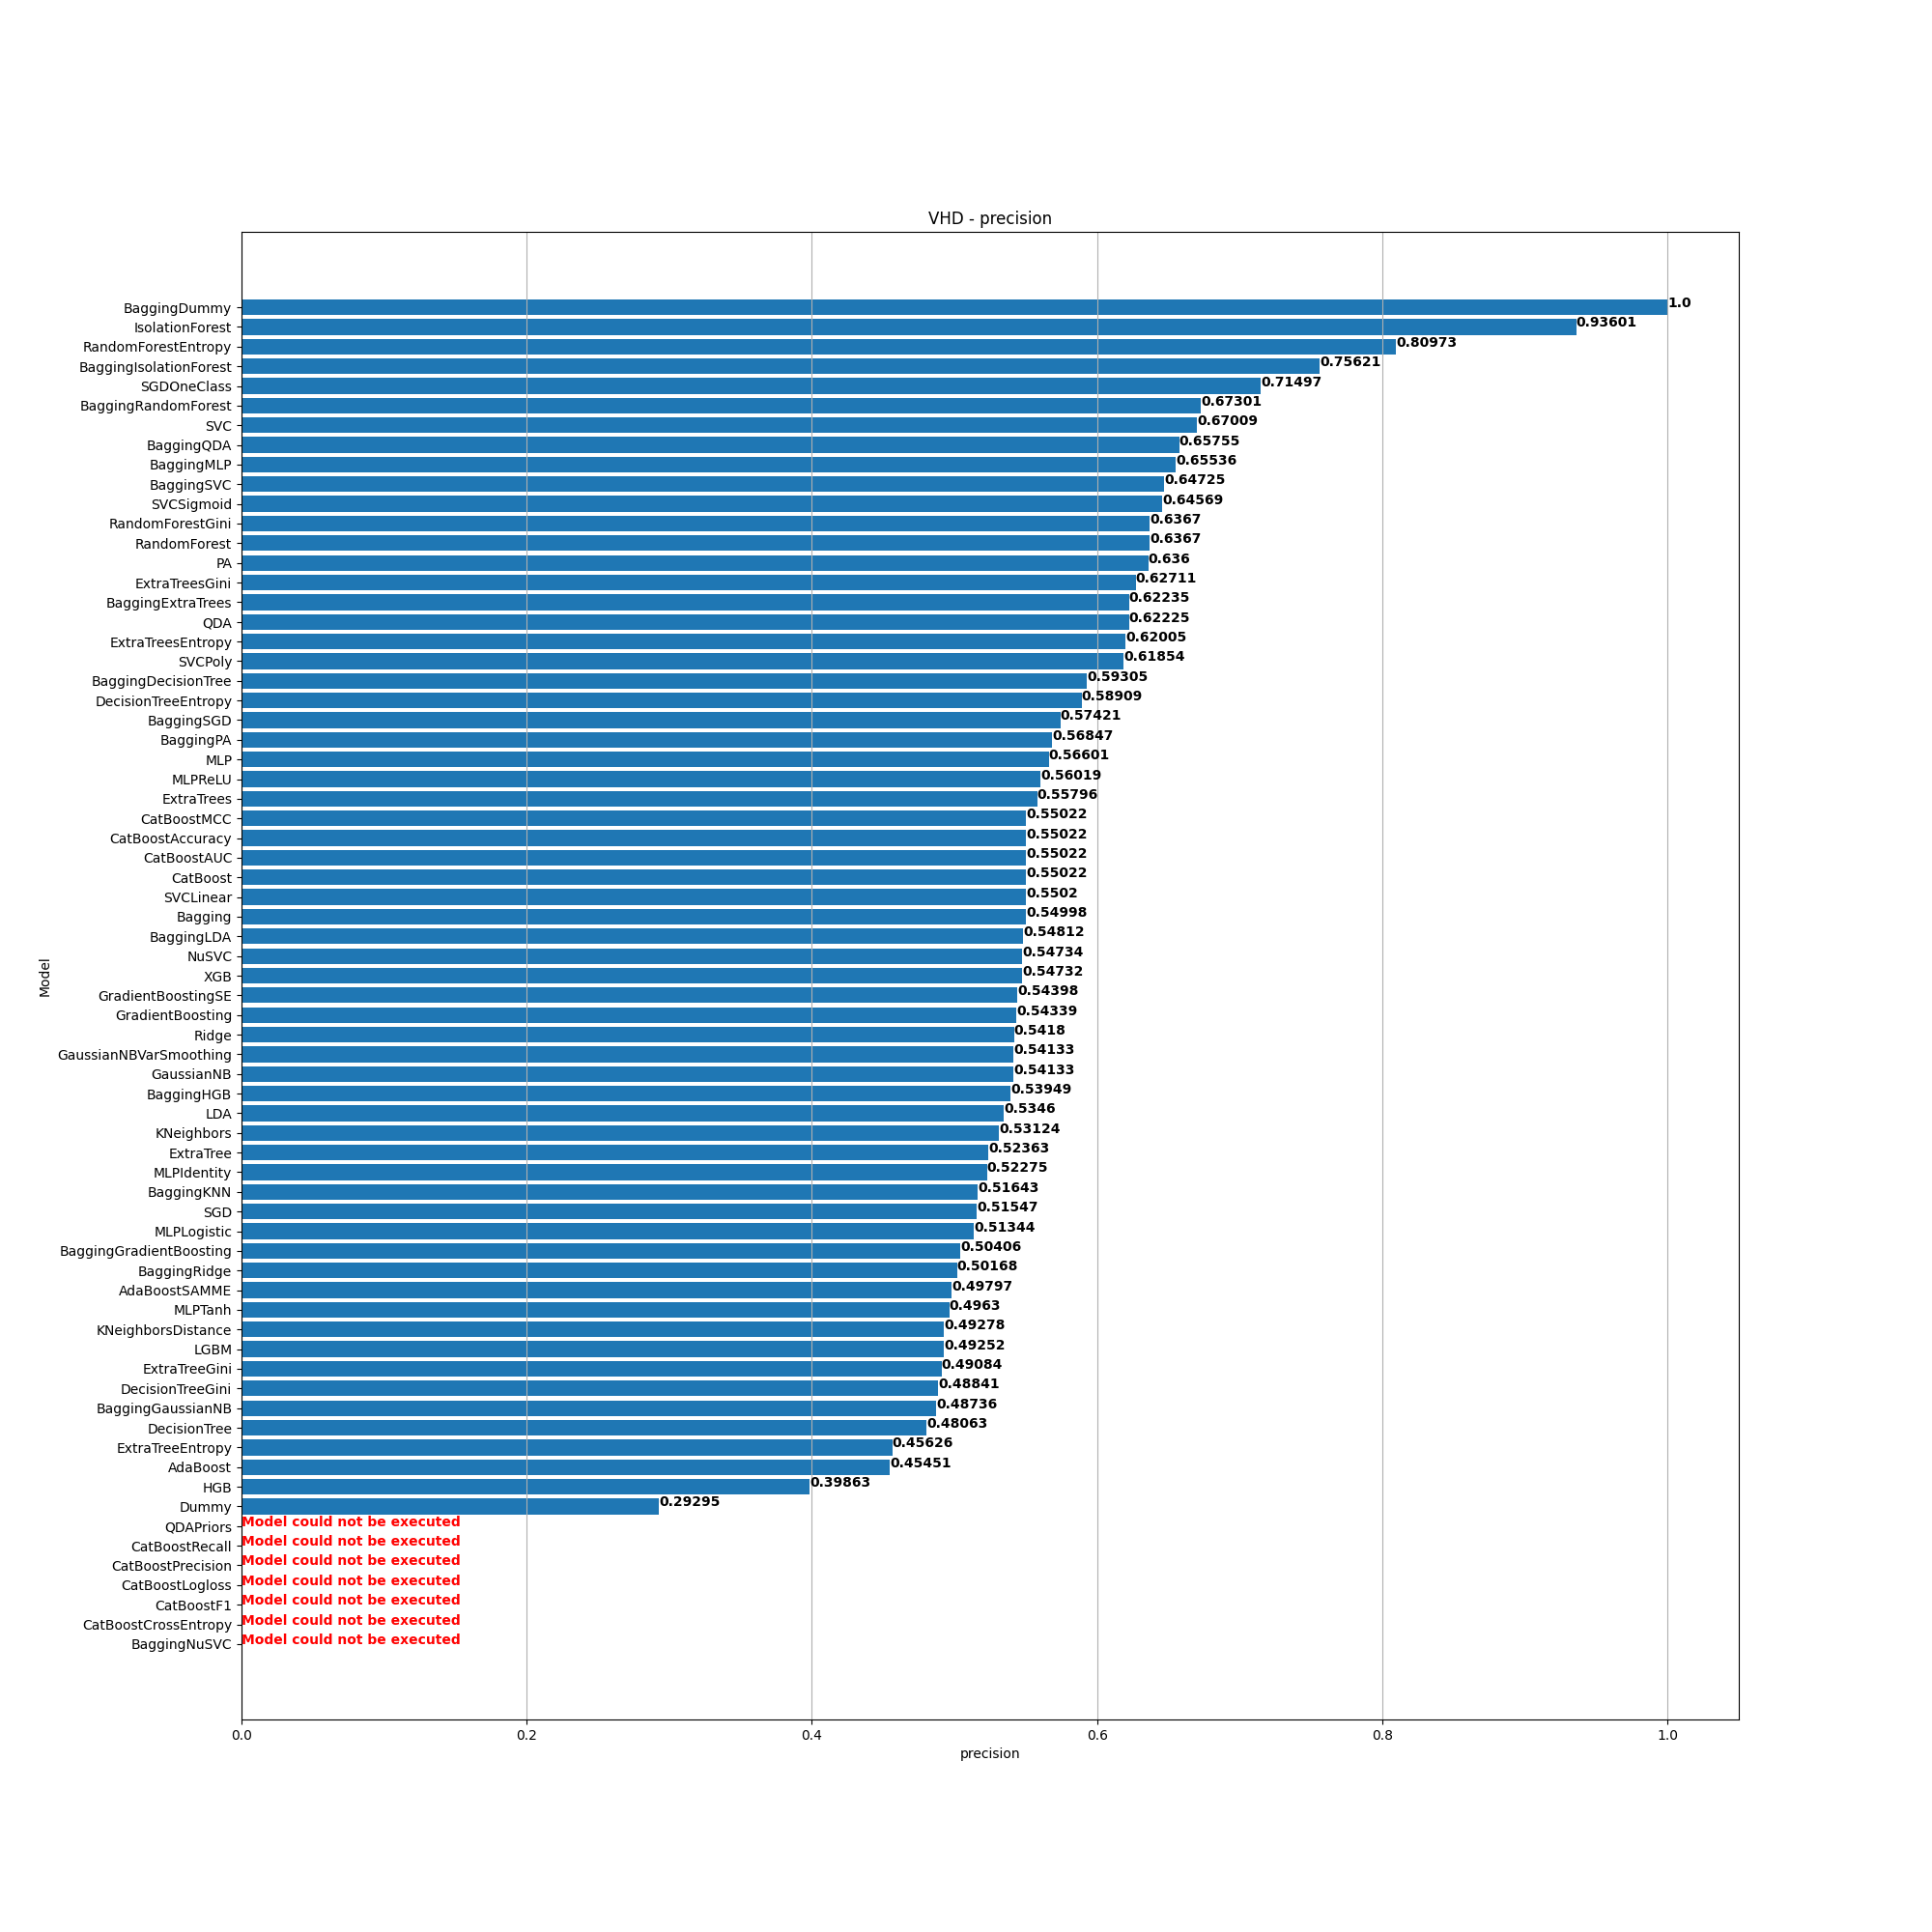 VHD - precision
BaggingDummy 1.0
IsolationForest 0.93601
RandomForestEntropy 0.80973
BaggingIsolationForest 0.75621
SGDOneClass 0.71497
BaggingRandomForest 0.67301
SVC 0.67009
BaggingQDA 0.65755
BaggingMLP 0.65536
BaggingSVC 0.64725
SVCSigmoid 0.64569
RandomForestGini 0.6367
RandomForest 0.6367
PA 0.636
ExtraTreesGini 0.62711
BaggingExtraTrees 0.62235
QDA 0.62225
ExtraTreesEntropy 0.62005
SVCPoly 0.61854
BaggingDecisionTree 0.59305
DecisionTreeEntropy 0.58909
BaggingSGD 0.57421
BaggingPA 0.56847
MLP 0.56601
MLPReLU 0.56019
ExtraTrees 0.55796
CatBoostMCC 0.55022
CatBoostAccuracy 0.55022
CatBoostAUC 0.55022
CatBoost 0.55022
SVCLinear 0.5502
Bagging 0.54998
BaggingLDA 0.54812
NuSVC 0.54734
XGB 0.54732
GradientBoostingSE 0.54398
GradientBoosting 0.54339
Ridge 0.5418
GaussianNBVarSmoothing 0.54133
GaussianNB 0.54133
BaggingHGB 0.53949
LDA 0.5346
KNeighbors 0.53124
ExtraTree 0.52363
MLPIdentity 0.52275
BaggingKNN 0.51643
SGD 0.51547
MLPLogistic 0.51344
BaggingGradientBoosting 0.50406
BaggingRidge 0.50168
AdaBoostSAMME 0.49797
MLPTanh 0.4963
KNeighborsDistance 0.49278
LGBM 0.49252
ExtraTreeGini 0.49084
DecisionTreeGini 0.48841
BaggingGaussianNB 0.48736
DecisionTree 0.48063
ExtraTreeEntropy 0.45626
AdaBoost 0.45451
HGB 0.39863
Dummy 0.29295
QDAPriors Model could not be executed
CatBoostRecall Model could not be executed
CatBoostPrecision Model could not be executed
CatBoostLogloss Model could not be executed
CatBoostF1 Model could not be executed
CatBoostCrossEntropy Model could not be executed
BaggingNuSVC Model could not be executed
Model
0.0 0.2 0.4 0.6 0.8 1.0
precision